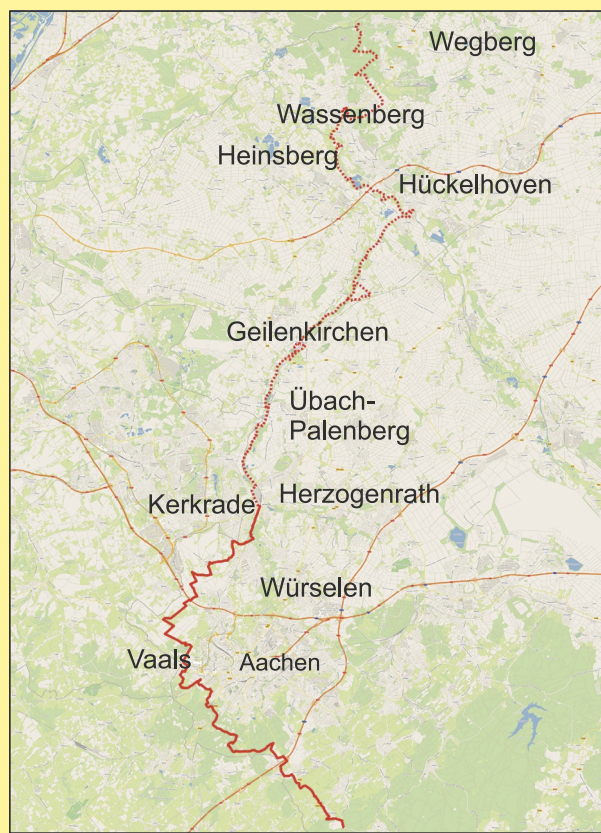 Wegberg
Wassenberg
Heinsberg
Hückelhoven
Geilenkirchen
Übach-
Palenberg
Kerkrade
Herzogenrath
Würselen
Vaals
Aachen